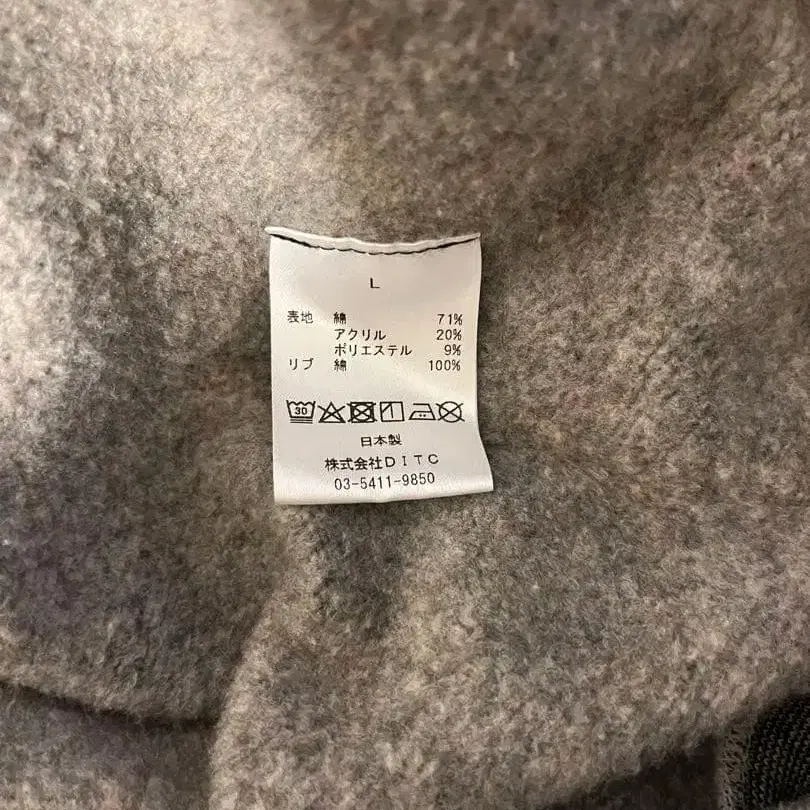 L
表地 綿 71%
アクリル 20%
ポリエステル 9%
リブ 綿 100%
30
日本製
株式会社DITC
03-5411-9850